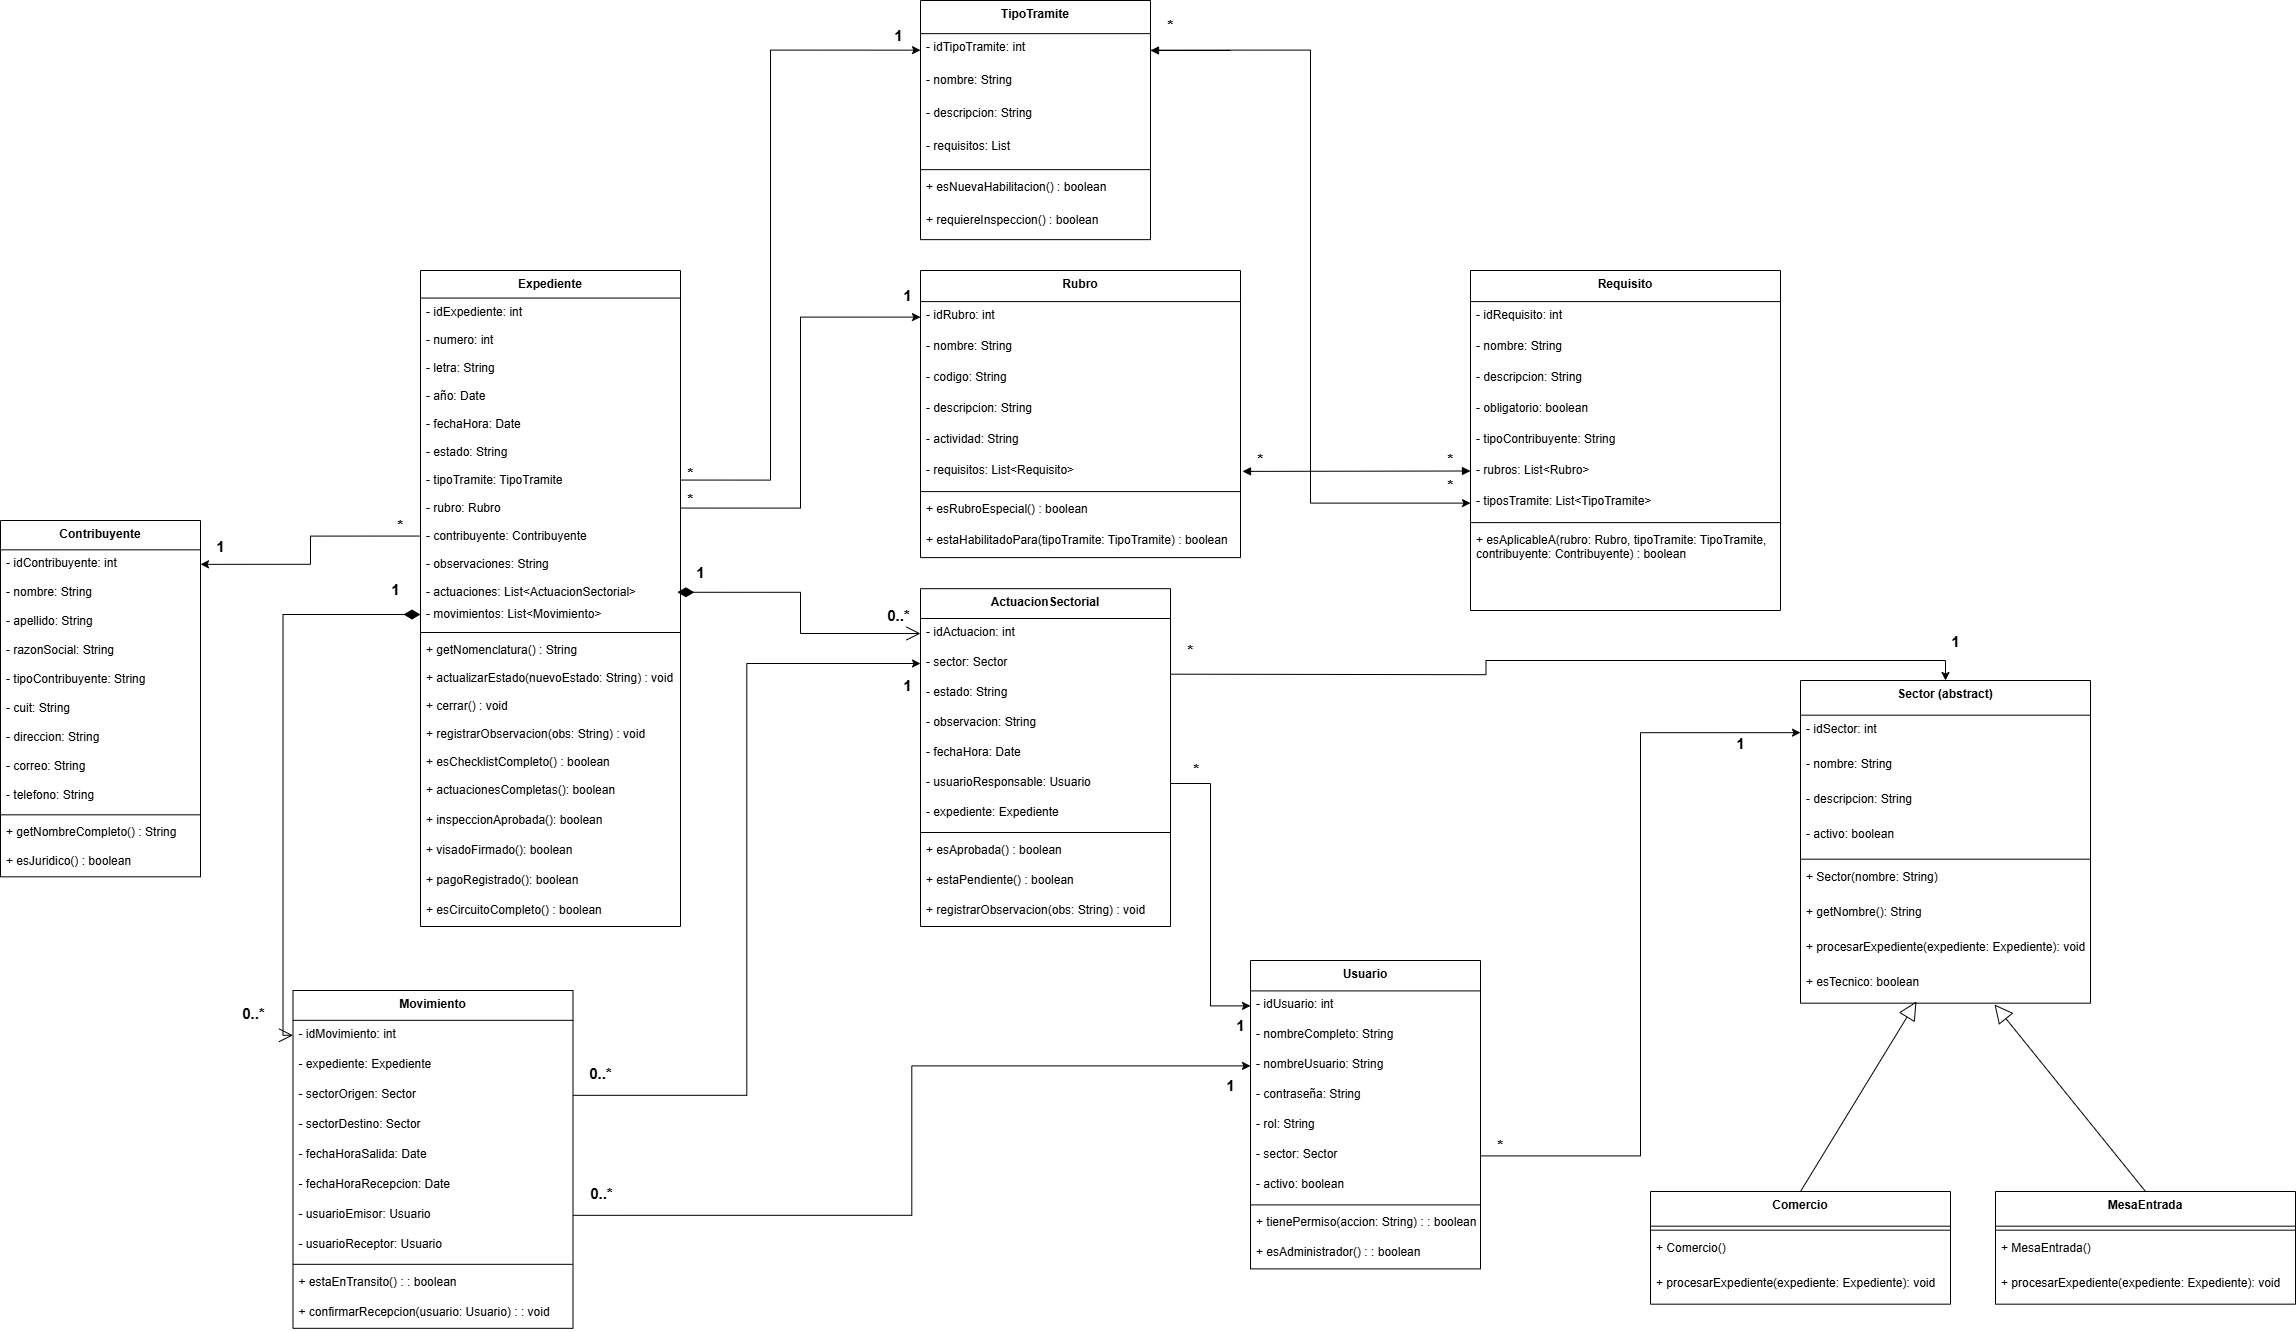 TipoTramite
- idTipoTramite: int
- nombre: String
- descripcion: String
- requisitos: List
+ esNuevaHabilitacion() : boolean
+ requiereInspeccion() : boolean
1
*
Expediente
- idExpediente: int
- numero: int
- letra: String
- año: Date
- fechaHora: Date
- estado: String
- tipoTramite: TipoTramite
- rubro: Rubro
- contribuyente: Contribuyente
- observaciones: String
- actuaciones: List<ActuacionSectorial>
- movimientos: List<Movimiento>
+ getNomenclatura() : String
+ actualizarEstado(nuevoEstado: String) : void
+ cerrar() : void
+ registrarObservacion(obs: String) : void
+ esChecklistCompleto() : boolean
+ actuacionesCompletas(): boolean
+ inspeccionAprobada(): boolean
+ visadoFirmado(): boolean
+ pagoRegistrado(): boolean
+ esCircuitoCompleto() : boolean
*
*
*
1
1
Rubro
- idRubro: int
- nombre: String
- codigo: String
- descripcion: String
- actividad: String
- requisitos: List<Requisito>
+ esRubroEspecial() : boolean
+ estaHabilitadoPara(tipoTramite: TipoTramite) : boolean
1
*
Requisito
- idRequisito: int
- nombre: String
- descripcion: String
- obligatorio: boolean
- tipoContribuyente: String
- rubros: List<Rubro>
- tiposTramite: List<TipoTramite>
+ esAplicableA(rubro: Rubro, tipoTramite: TipoTramite,
contribuyente: Contribuyente) : boolean
*
*
Contribuyente
- idContribuyente: int
- nombre: String
- apellido: String
- razonSocial: String
- tipoContribuyente: String
- cuit: String
- direccion: String
- correo: String
- telefono: String
+ getNombreCompleto() : String
+ esJuridico() : boolean
1
ActuacionSectorial
- idActuacion: int
- sector: Sector
- estado: String
- observacion: String
- fechaHora: Date
- usuarioResponsable: Usuario
- expediente: Expediente
+ esAprobada() : boolean
+ estaPendiente() : boolean
+ registrarObservacion(obs: String) : void
0..*
1
*
*
Sector (abstract)
- idSector: int
- nombre: String
- descripcion: String
- activo: boolean
+ Sector(nombre: String)
+ getNombre(): String
+ procesarExpediente(expediente: Expediente): void
+ esTecnico: boolean
1
1
Movimiento
- idMovimiento: int
- expediente: Expediente
- sectorOrigen: Sector
- sectorDestino: Sector
- fechaHoraSalida: Date
- fechaHoraRecepcion: Date
- usuarioEmisor: Usuario
- usuarioReceptor: Usuario
+ estaEnTransito() : : boolean
+ confirmarRecepcion(usuario: Usuario) : : void
0..*
0..*
0..*
Usuario
- idUsuario: int
- nombreCompleto: String
- nombreUsuario: String
- contraseña: String
- rol: String
- sector: Sector
- activo: boolean
+ tienePermiso(accion: String) : : boolean
+ esAdministrador() : : boolean
1
1
*
Comercio
+ Comercio()
+ procesarExpediente(expediente: Expediente): void
MesaEntrada
+ MesaEntrada()
+ procesarExpediente(expediente: Expediente): void